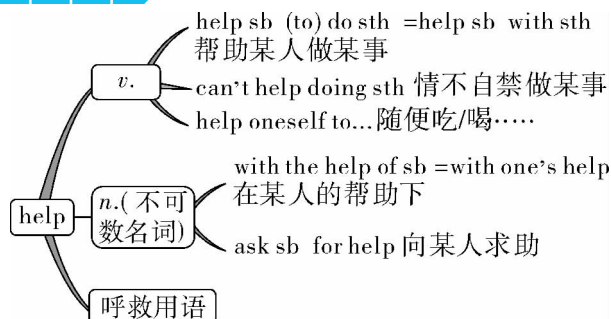 help sb (to) do sth =help sb with sth
帮助某人做某事
v.
can't help doing sth 情不自禁做某事
help oneself to...随便吃/喝……
with the help of sb =with one's help
在某人的帮助下
help
n.(不可
数名词)
ask sb for help 向某人求助
呼救用语